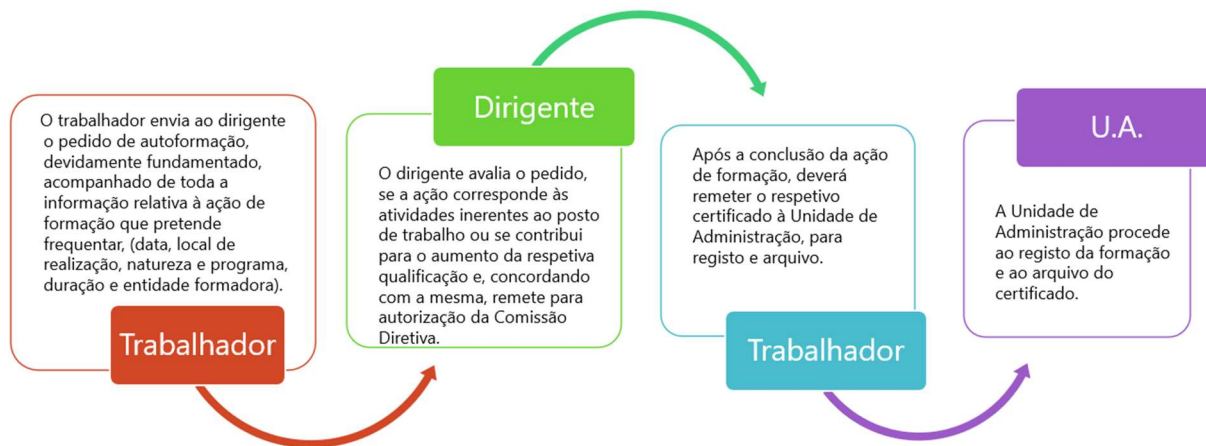 O trabalhador envia ao dirigente
o pedido de autoformação,
devidamente fundamentado,
acompanhado de toda a
informação relativa à ação de
formação que pretende
frequentar, (data, local de
realização, natureza e programa,
duração e entidade formadora).
Trabalhador
Dirigente
O dirigente avalia o pedido,
se a ação corresponde às
atividades inerentes ao posto
de trabalho ou se contribui
para o aumento da respetiva
qualificação e, concordando
com a mesma, remete para
autorização da Comissão
Diretiva.
Após a conclusão da ação
de formação, deverá
remeter o respetivo
certificado à Unidade de
Administração, para
registo e arquivo.
Trabalhador
U.A.
A Unidade de
Administração procede
ao registo da formação
e ao arquivo do
certificado.